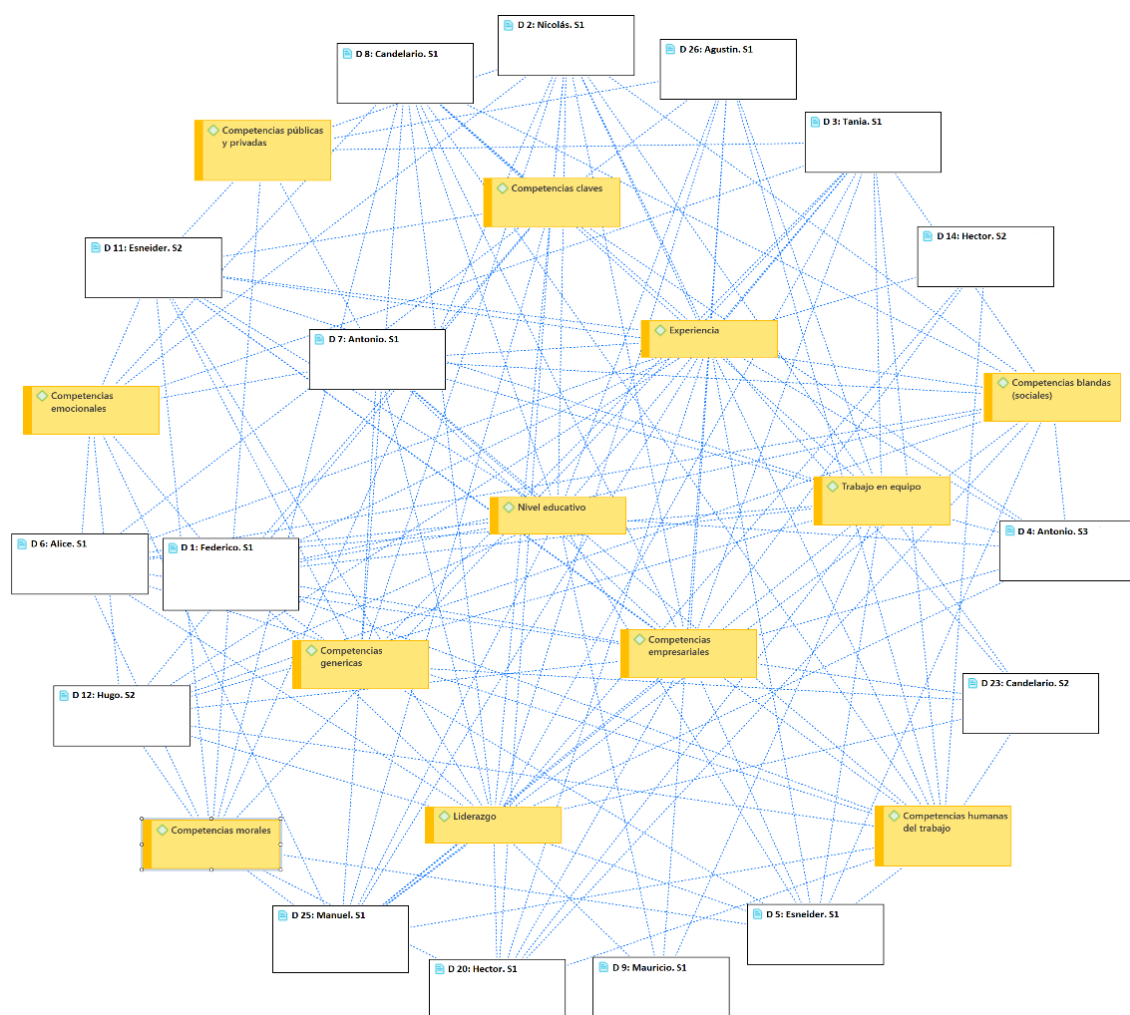 D 2: Nicolás. S1
D 8: Candelario. S1
D 26: Agustin. S1
D 3: Tania. S1
Competencias públicas
y privadas
Competencias claves
D 11: Esneider. S2
D 14: Hector. S2
D 7: Antonio. S1
Experiencia
Competencias
emocionales
Competencias blandas
(sociales)
Nivel educativo
Trabajo en equipo
D 6: Alice. S1
D 1: Federico. S1
D 4: Antonio. S3
Competencias
genericas
Competencias
empresariales
D 12: Hugo. S2
D 23: Candelario. S2
Competencias morales
Liderazgo
Competencias humanas
del trabajo
D 25: Manuel. S1
D 5: Esneider. S1
D 20: Hector. S1
D 9: Mauricio. S1